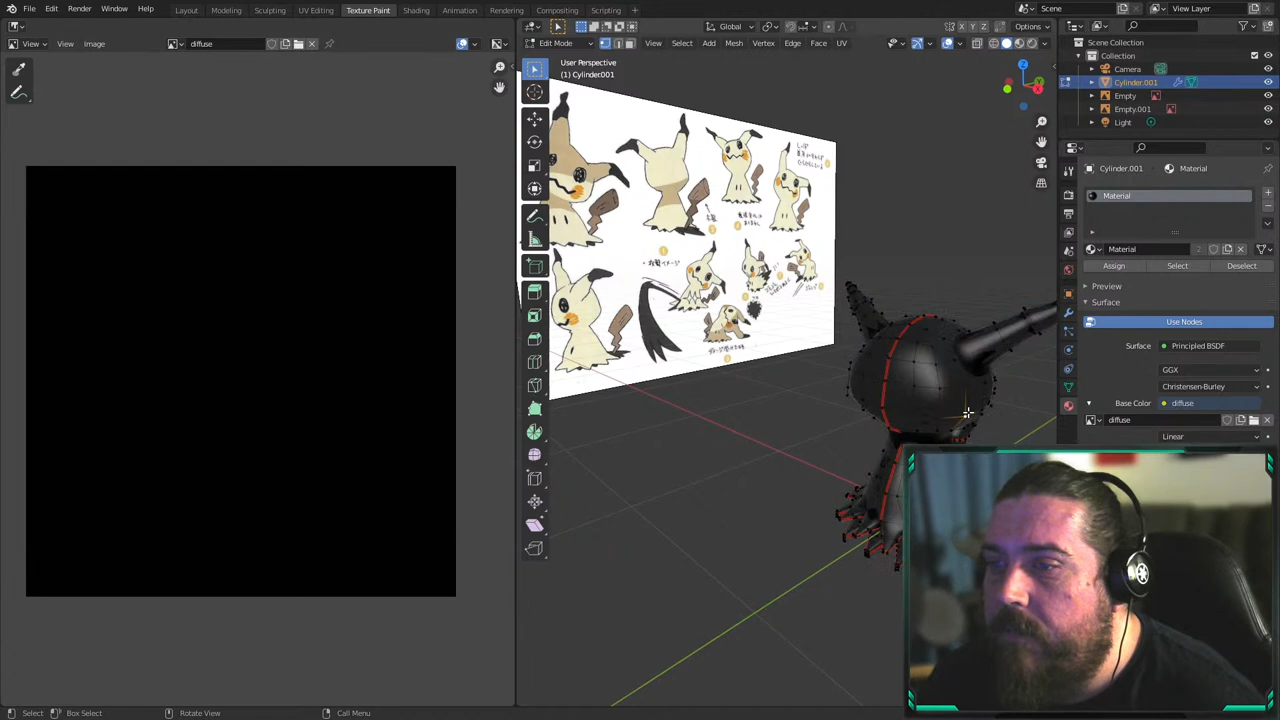 File Edit Render Window Help Layout Modeling Sculpting UV Editing Texture Paint Shading Animation Rendering Compositing Scripting + Scene View Layer
View View Image diffuse Global X Y Z Options
Edit Mode View Select Add Mesh Vertex Edge Face UV
Scene Collection
Collection
Camera
Cylinder.001
Empty
Empty.001
Light
User Perspective
(1) Cylinder.001
Cylinder.001 Material
Material
Material
Assign Select Deselect
Preview
Surface
Use Nodes
Surface Principled BSDF
GGX
Christensen-Burley
Base Color diffuse
diffuse
Linear
Select Box Select Rotate View Call Menu